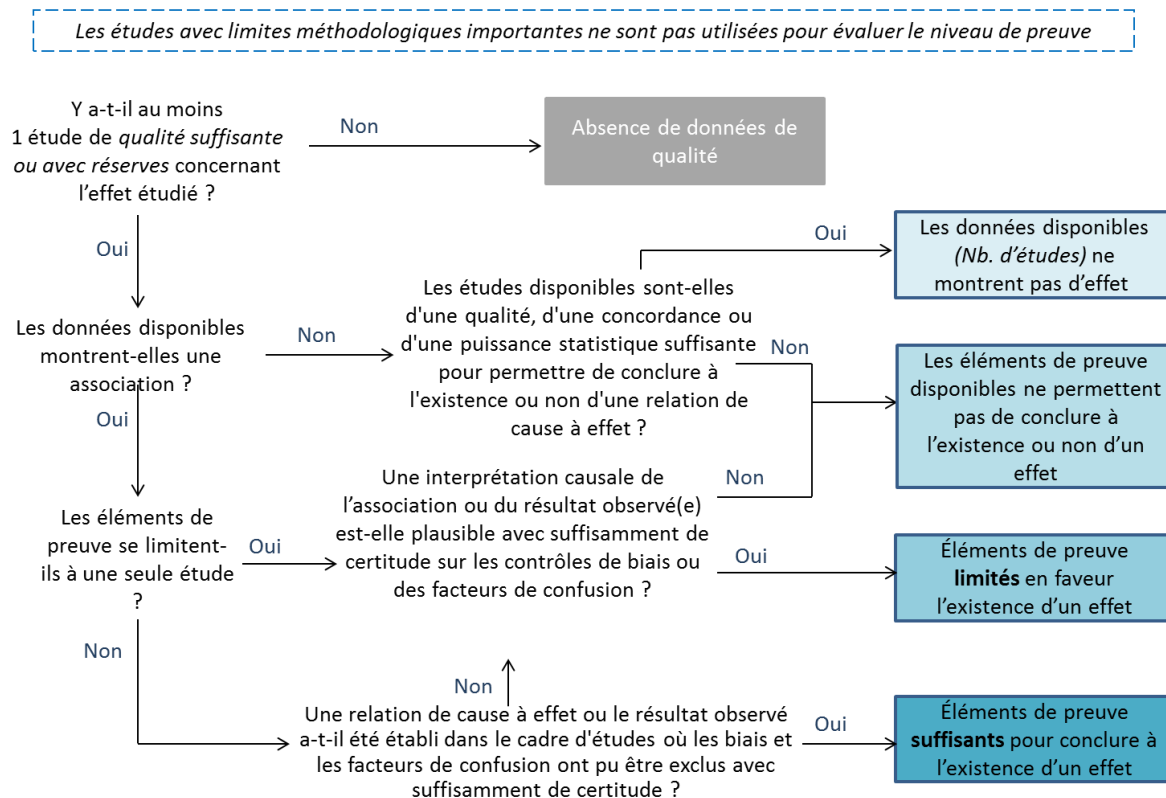 Les études avec limites méthodologiques importantes ne sont pas utilisées pour évaluer le niveau de preuve
Y a-t-il au moins
1 étude de qualité suffisante
ou avec réserves concernant
l'effet étudié ?
Non
Absence de données de
qualité
Oui
Les données disponibles
montrent-elles une
association ?
Non
Les études disponibles sont-elles
d'une qualité, d'une concordance ou
d'une puissance statistique suffisante
pour permettre de conclure à
l'existence ou non d'une relation de
cause à effet ?
Oui
Les données disponibles
(Nb. d'études) ne
montrent pas d'effet
Non
Les éléments de preuve
disponibles ne permettent
pas de conclure à
l'existence ou non d'un
effet
Oui
Les éléments de
preuve se limitent-
ils à une seule étude
?
Oui
Une interprétation causale de
l'association ou du résultat observé(e)
est-elle plausible avec suffisamment de
certitude sur les contrôles de biais ou
des facteurs de confusion ?
Non
Oui
Éléments de preuve
limités en faveur
l'existence d'un effet
Non
Non
Une relation de cause à effet ou le résultat observé
a-t-il été établi dans le cadre d'études où les biais et
les facteurs de confusion ont pu être exclus avec
suffisamment de certitude ?
Oui
Éléments de preuve
suffisants pour conclure à
l'existence d'un effet